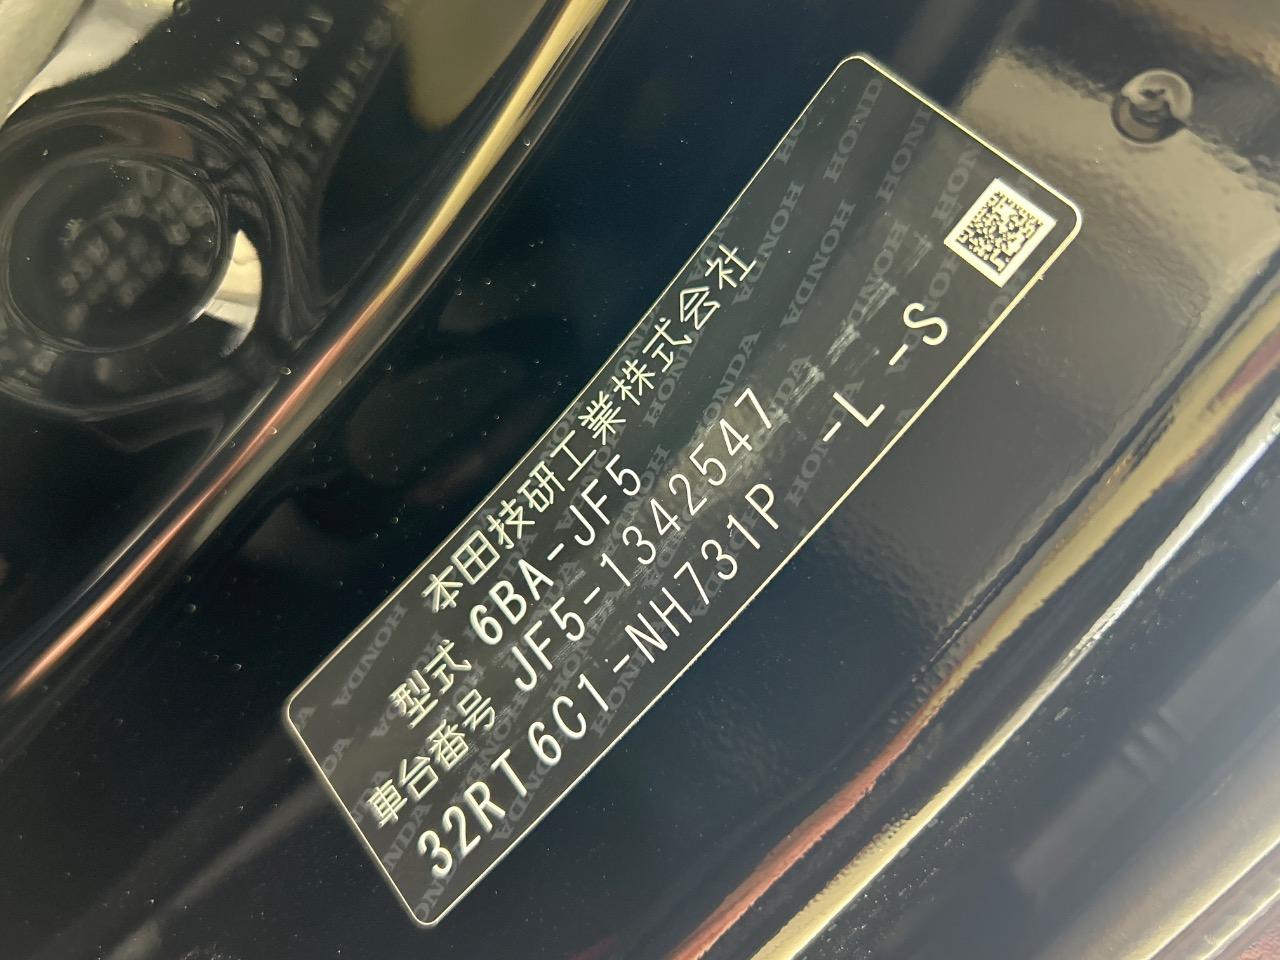 本田技研工業株式会社
型式 6BA-JF5
車台番号 JF5-1342547
32RT6C1-NH731P -L -S